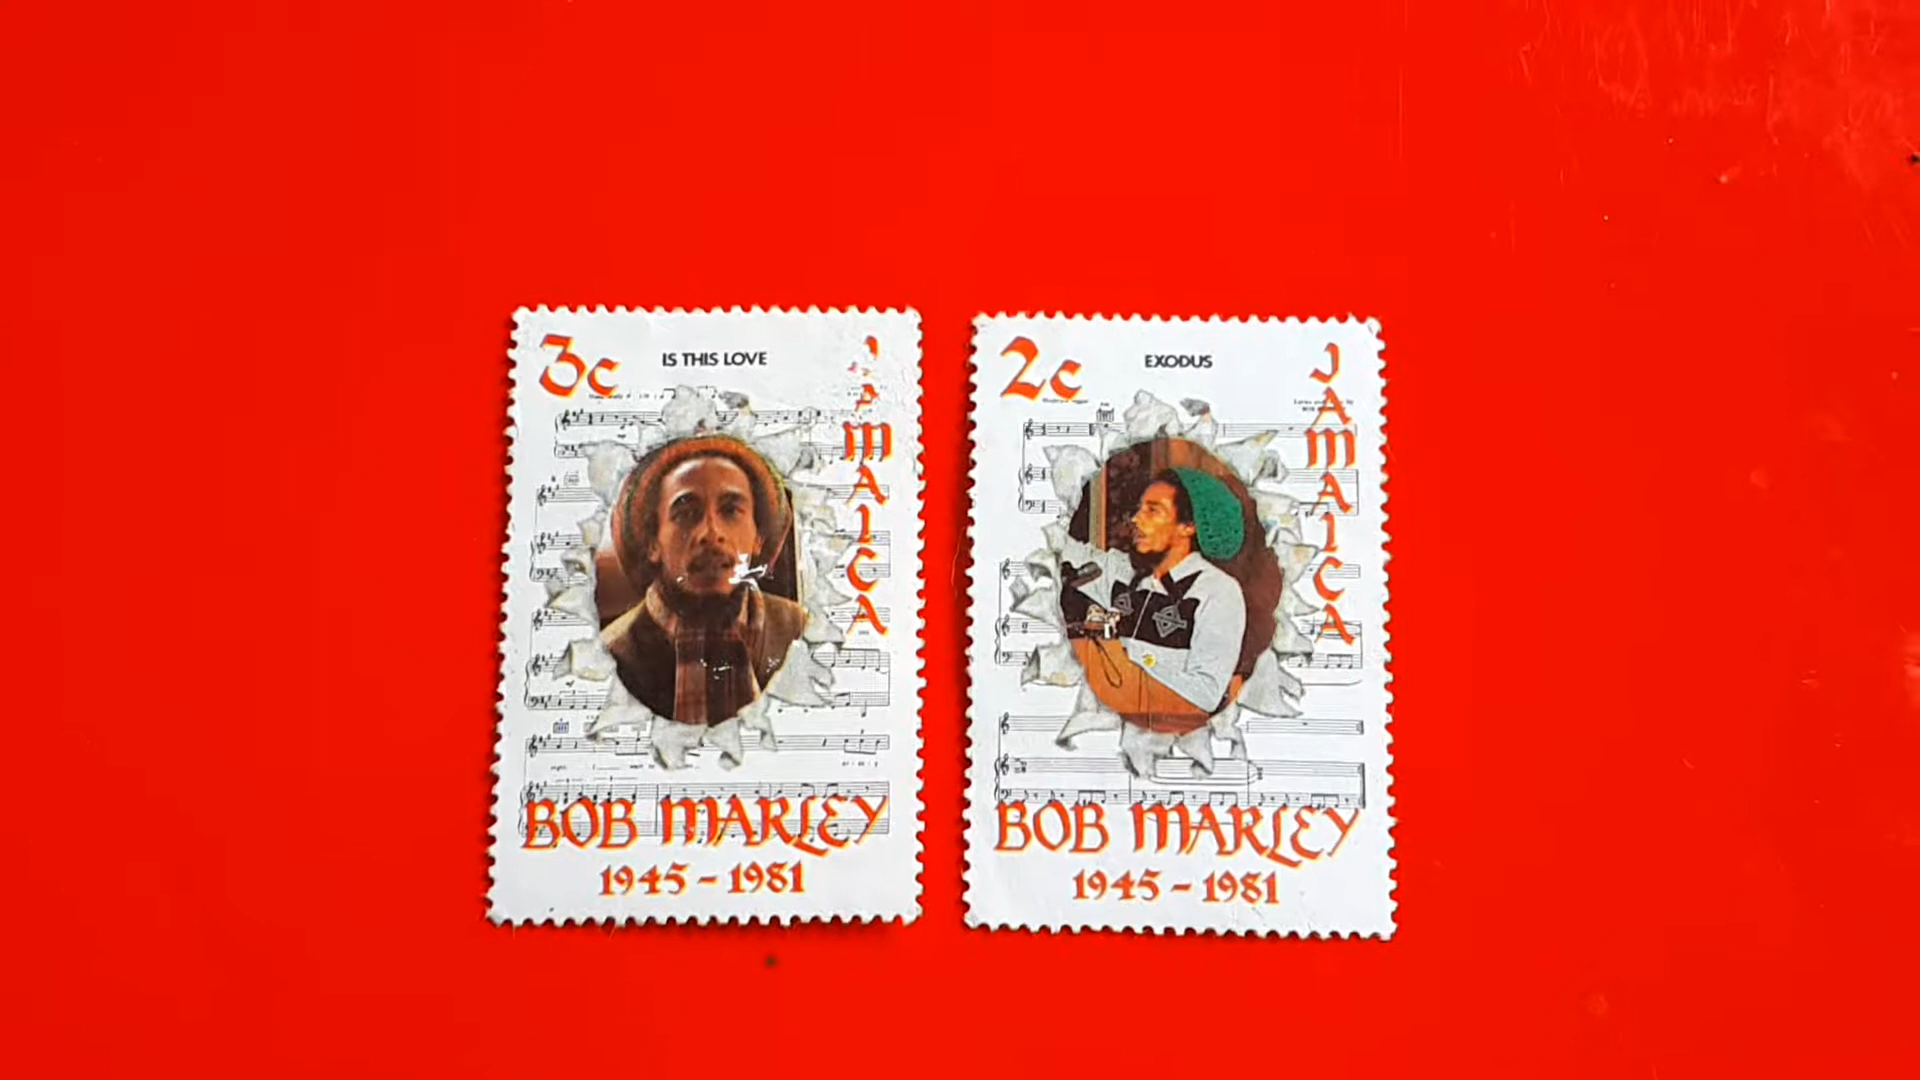 3c
IS THIS LOVE
JAMAICA
BOB MARLEY
1945 - 1981
2c
EXODUS
JAMAICA
BOB MARLEY
1945 - 1981